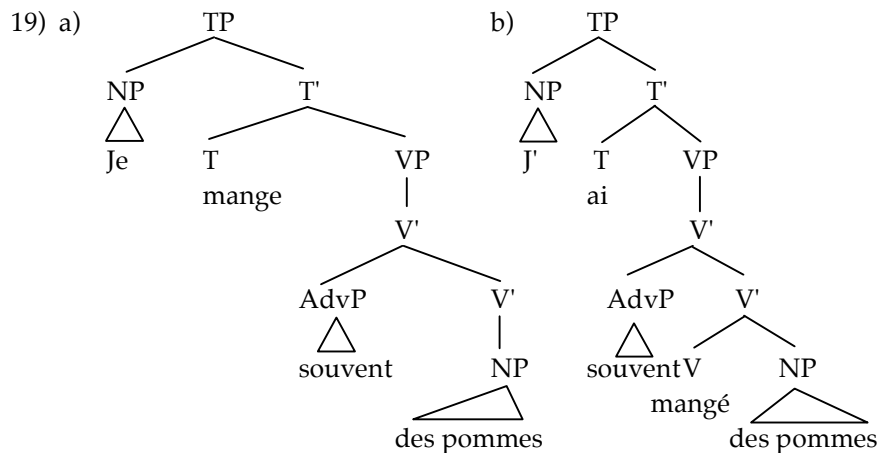 19) a) TP b) TP
NP T' NP T'
Je T VP J' T VP
mange ai
V' V'
AdvP V' AdvP V'
souvent NP souvent V NP
mangé
des pommes des pommes